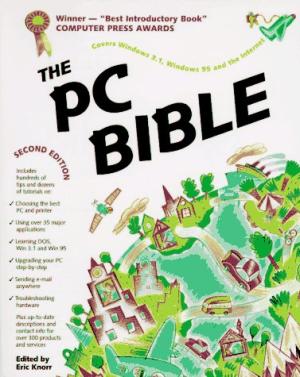 Winner — "Best Introductory Book"
COMPUTER PRESS AWARDS
Covers Windows 3.1, Windows 95 and the Internet
THE
PC
BIBLE
SECOND EDITION
Includes
hundreds of
tips and dozens
of tutorials on:
✓ Choosing the best
PC and printer
✓ Using over 35 major
applications
✓ Learning DOS,
Win 3.1 and Win 95
✓ Upgrading your PC
step-by-step
✓ Sending e-mail
anywhere
✓ Troubleshooting
hardware
Plus up-to-date
descriptions and
contact info for
over 300 products
and services
Edited by
Eric Knorr